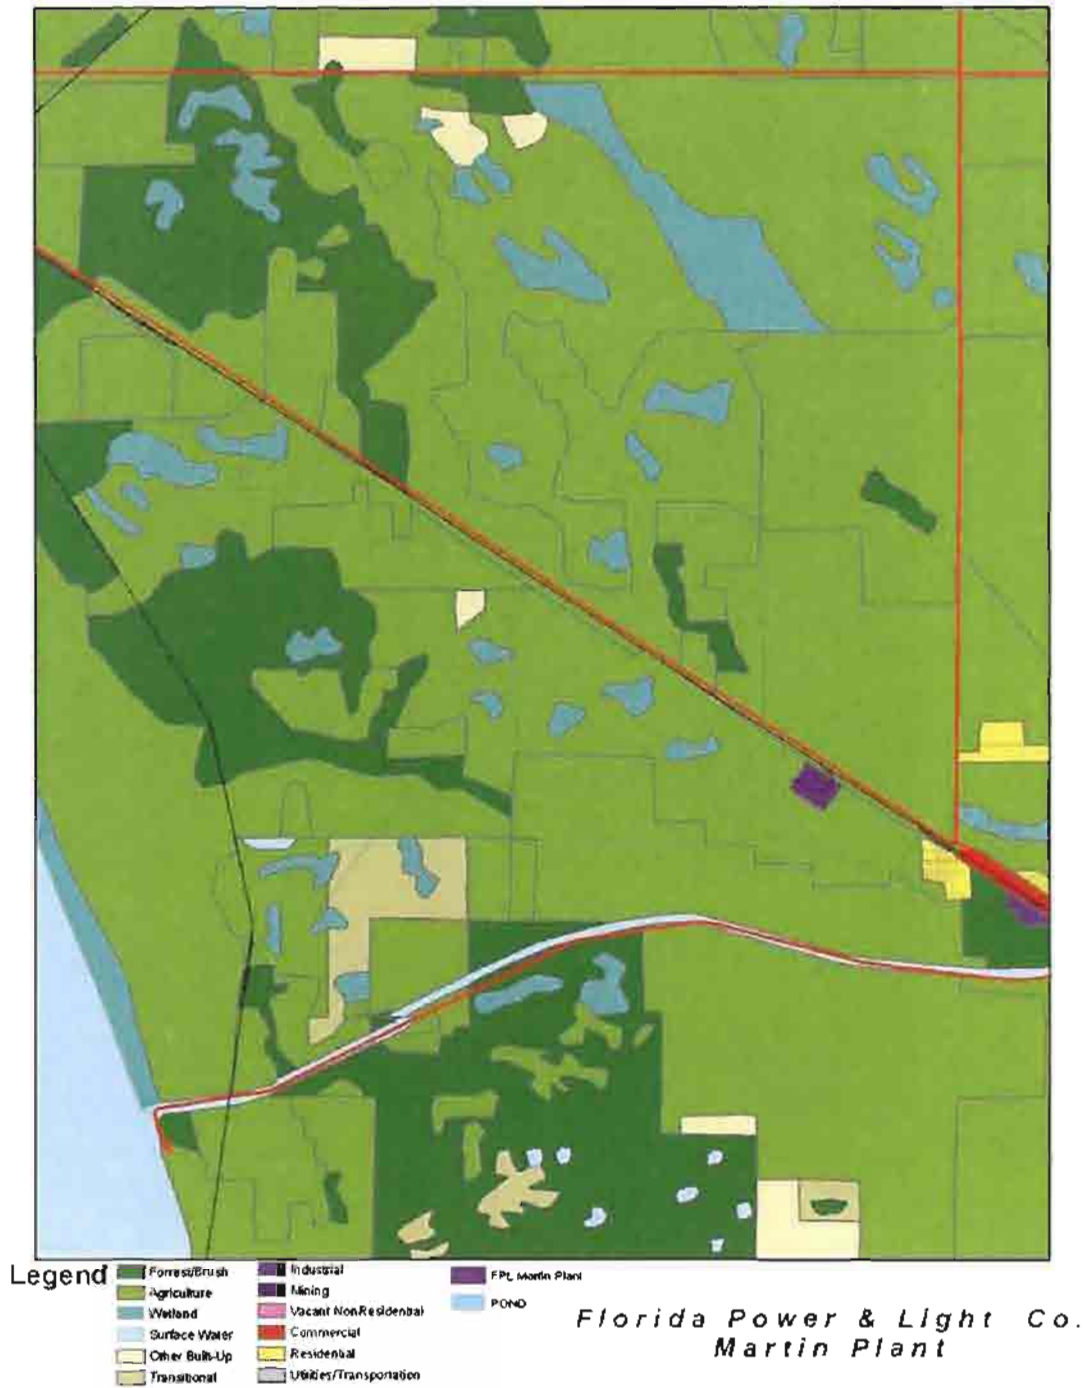 Legend
Forrest/Brush
Agriculture
Wetland
Surface Water
Other Built-Up
Transitional
Industrial
Mining
Vacant NonResidential
Commercial
Residential
Utilities/Transportation
FPL Martin Plant
POND
Florida Power & Light Co.
Martin Plant